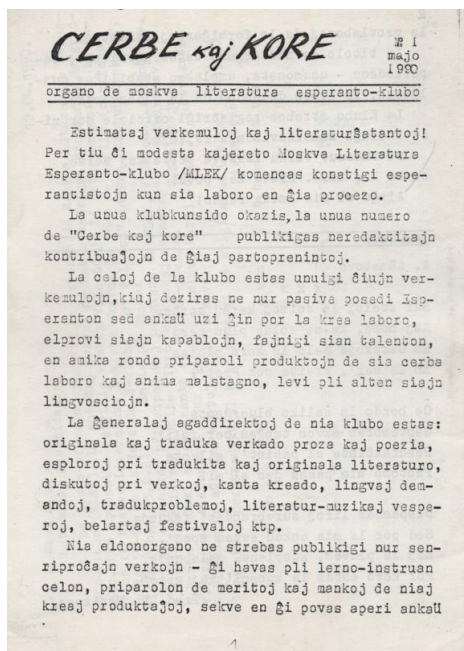 CERBE kaj KORE
№ 1
majo
1990
organo de moskva literatura esperanto-klubo
Estimataj verkemuloj kaj literaturŝatantoj!
Per tiu ĉi modesta kajereto Moskva Literatura
Esperanto-klubo /MLEK/ komencas konatigi espe-
rantistojn kun sia laboro en ĝia procezo.
La unua klubkunsido okazis, la unua numero
de "Cerbe kaj kore" publikigas neredaktitajn
kontribuaĵojn de ĝiaj partoprenintoj.
La celoj de la klubo estas unuigi ĉiujn ver-
kemulojn, kiuj deziras ne nur pasive posedi Esp-
eranton sed ankaŭ uzi ĝin por la krea laboro,
elprovi siajn kapablojn, fajnigi sian talenton,
en amika rondo priparoli produktojn de sia cerba
laboro kaj anima malstagno, levi pli alten siajn
lingvosciojn.
La ĝeneralaj agaddirektoj de nia klubo estas:
originala kaj traduka verkado proza kaj poezia,
esploroj pri tradukita kaj originala literaturo,
diskutoj pri verkoj, kanta kreado, lingvaj dem-
andoj, tradukproblemoj, literatur-muzikaj vespe-
roj, belartaj festivaloj ktp.
Nia eldonorgano ne strebas publikigi nur sen-
riproĉajn verkojn - ĝi havas pli lerno-instruan
celon, priparolon de meritoj kaj mankoj de niaj
kreaj produktaĵoj, sekve en ĝi povas aperi ankaŭ
1